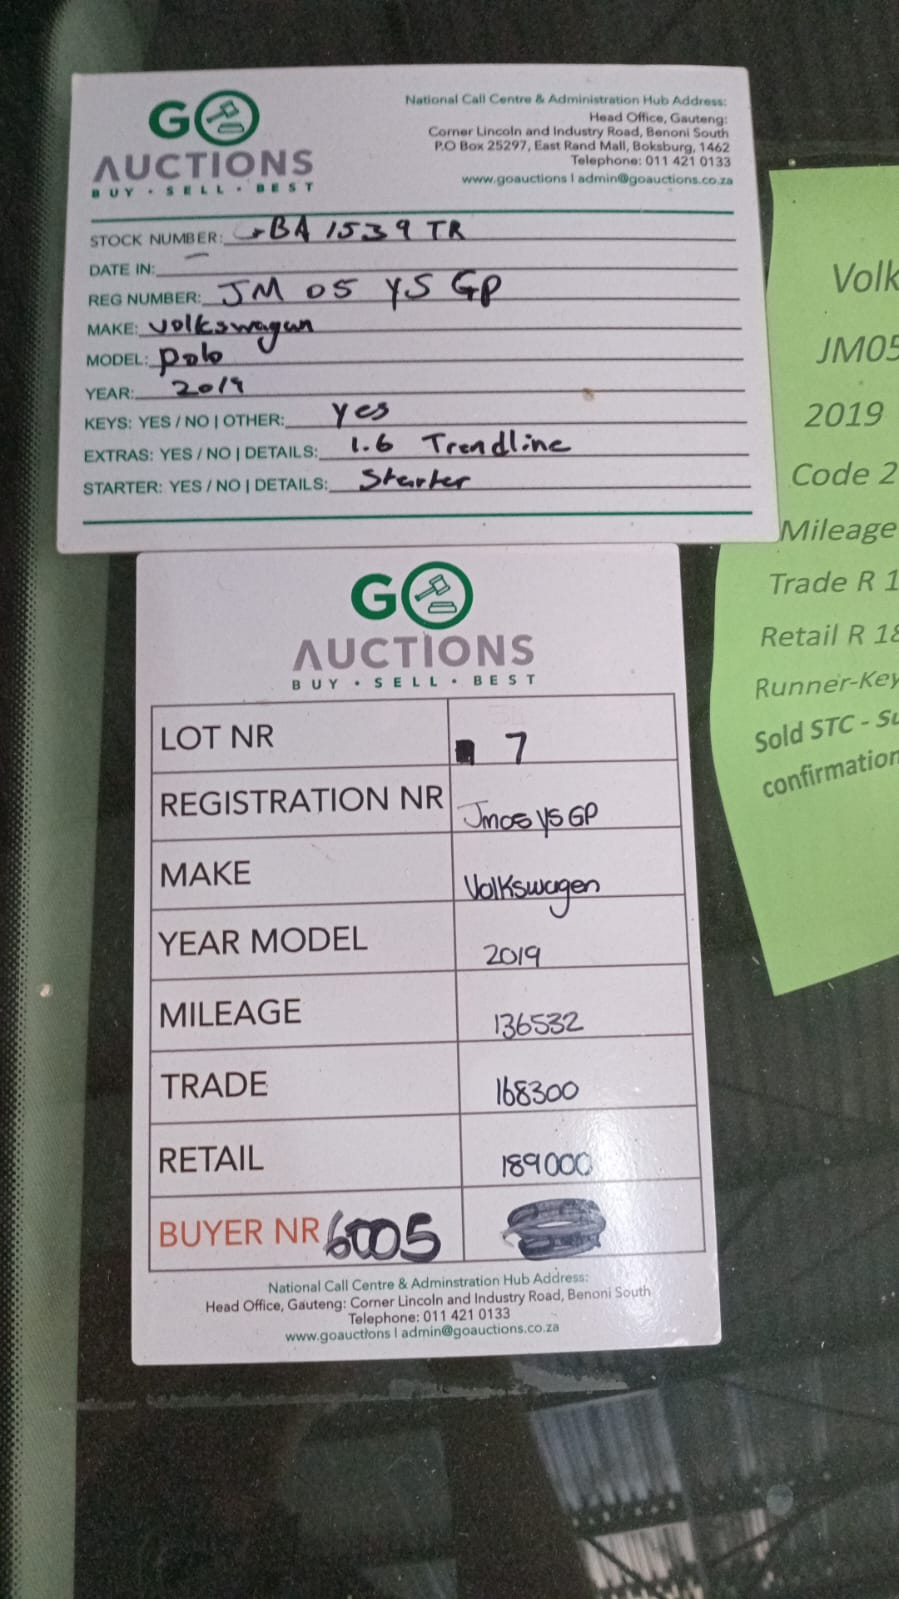 GO
AUCTIONS
BUY • SELL • BEST
National Call Centre & Administration Hub Address:
Head Office, Gauteng:
Corner Lincoln and Industry Road, Benoni South
P.O Box 25297, East Rand Mall, Boksburg, 1462
Telephone: 011 421 0133
www.goauctions | admin@goauctions.co.za
STOCK NUMBER: BA 1539 TR
DATE IN:
REG NUMBER: JM 05 YS GP
MAKE: Volkswagen
MODEL: Polo
YEAR: 2019
KEYS: YES / NO | OTHER: Yes
EXTRAS: YES / NO | DETAILS: 1.6 Trendline
STARTER: YES / NO | DETAILS: Starter
GO
AUCTIONS
BUY • SELL • BEST
LOT NR 7
REGISTRATION NR Jm05 YS GP
MAKE Volkswagen
YEAR MODEL 2019
MILEAGE 136532
TRADE 168300
RETAIL 189000
BUYER NR 6005
National Call Centre & Adminstration Hub Address:
Head Office, Gauteng: Corner Lincoln and Industry Road, Benoni South
Telephone: 011 421 0133
www.goauctions | admin@goauctions.co.za
Volk
JM05
2019
Code 2
Mileage
Trade R 1
Retail R 18
Runner-Key
Sold STC - Su
confirmation